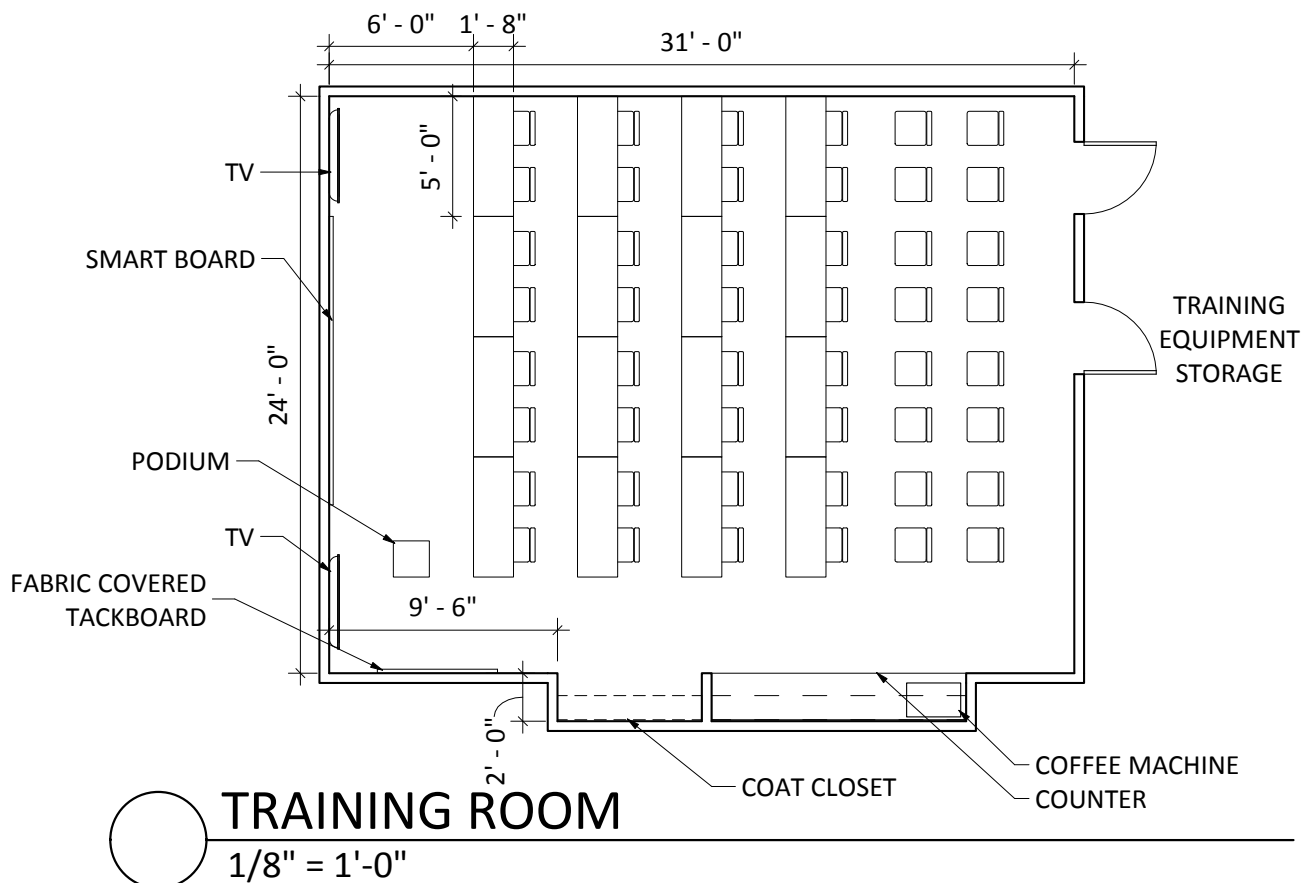 6' - 0"
1' - 8"
31' - 0"
TV
5' - 0"
SMART BOARD
24' - 0"
TRAINING
EQUIPMENT
STORAGE
PODIUM
TV
FABRIC COVERED
TACKBOARD
9' - 6"
2' - 0"
COAT CLOSET
COFFEE MACHINE
COUNTER
TRAINING ROOM
1/8" = 1'-0"